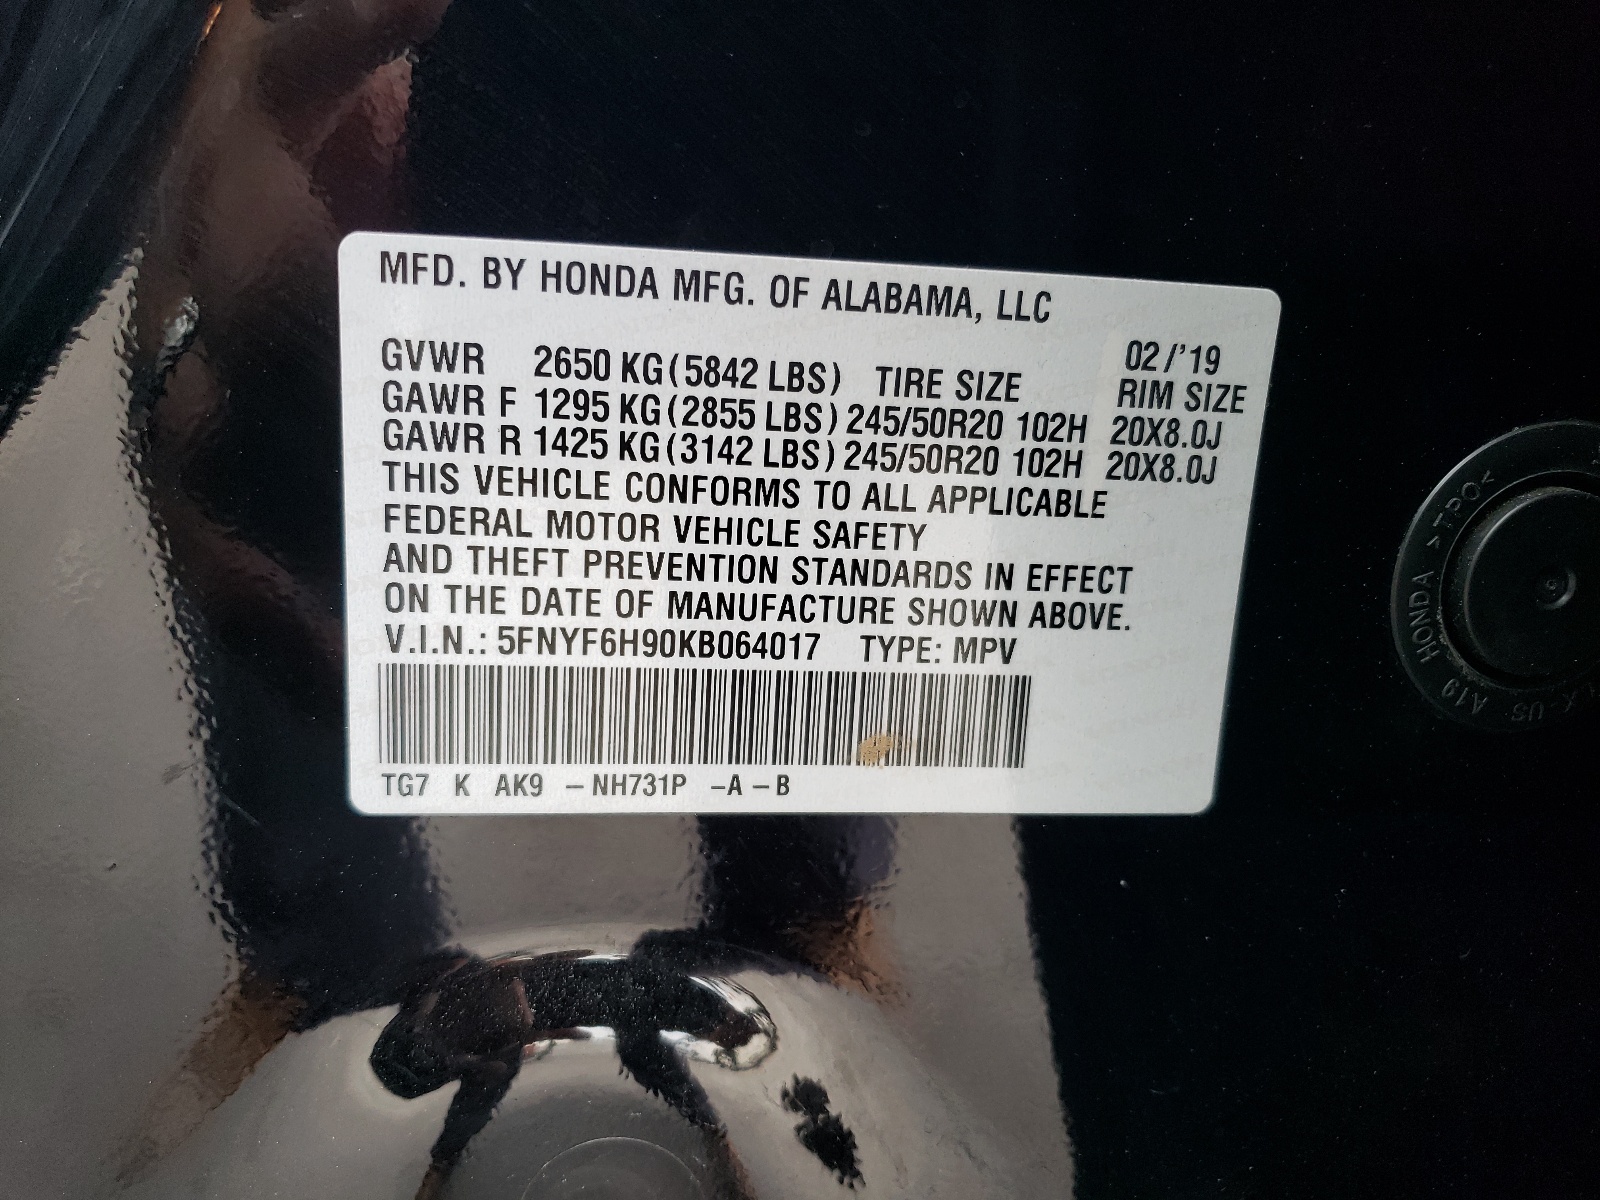 MFD. BY HONDA MFG. OF ALABAMA, LLC
02/'19
GVWR 2650 KG(5842 LBS) TIRE SIZE RIM SIZE
GAWR F 1295 KG(2855 LBS) 245/50R20 102H 20X8.0J
GAWR R 1425 KG(3142 LBS) 245/50R20 102H 20X8.0J
THIS VEHICLE CONFORMS TO ALL APPLICABLE
FEDERAL MOTOR VEHICLE SAFETY
AND THEFT PREVENTION STANDARDS IN EFFECT
ON THE DATE OF MANUFACTURE SHOWN ABOVE.
V.I.N.: 5FNYF6H90KB064017 TYPE: MPV
TG7 K AK9 – NH731P –A – B
HONDA >TPO<
A19